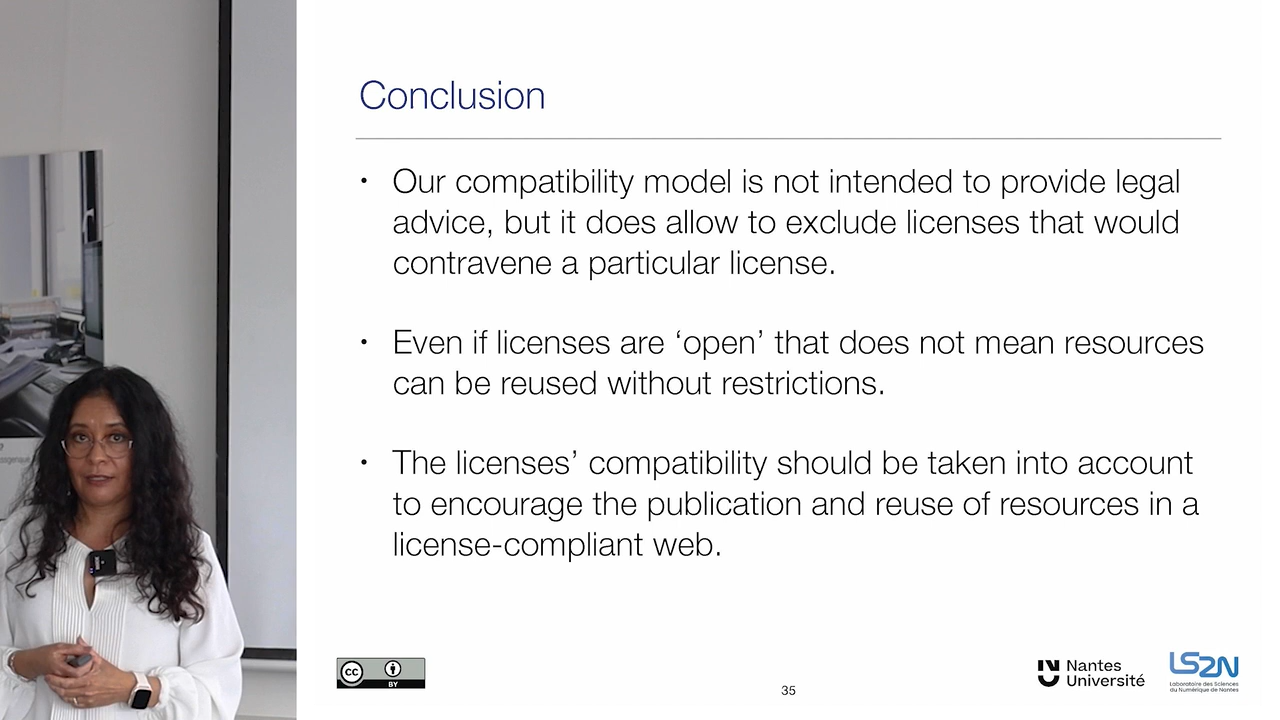 Conclusion
• Our compatibility model is not intended to provide legal
advice, but it does allow to exclude licenses that would
contravene a particular license.
• Even if licenses are ‘open’ that does not mean resources
can be reused without restrictions.
• The licenses’ compatibility should be taken into account
to encourage the publication and reuse of resources in a
license-compliant web.
cc
BY
35
Nantes
Université
LS2N
Laboratoire des Sciences
du Numérique de Nantes